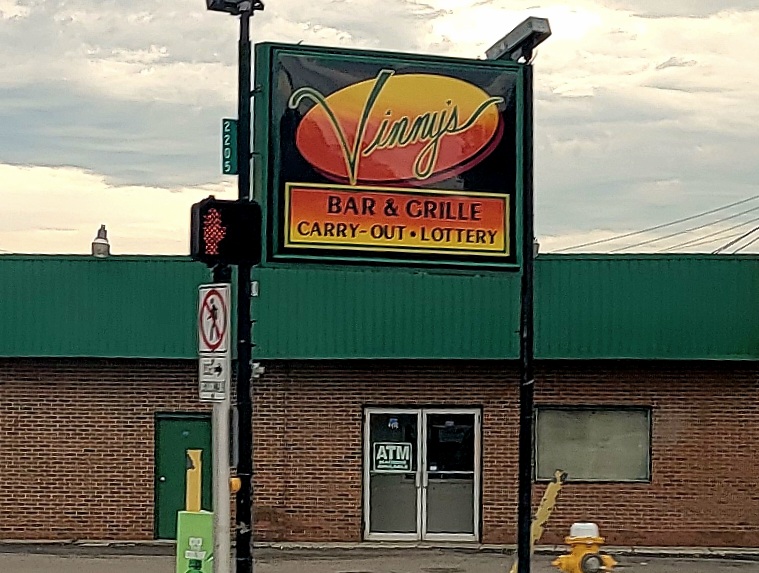 2205
Vinny's
BAR & GRILLE
CARRY-OUT • LOTTERY
ATM